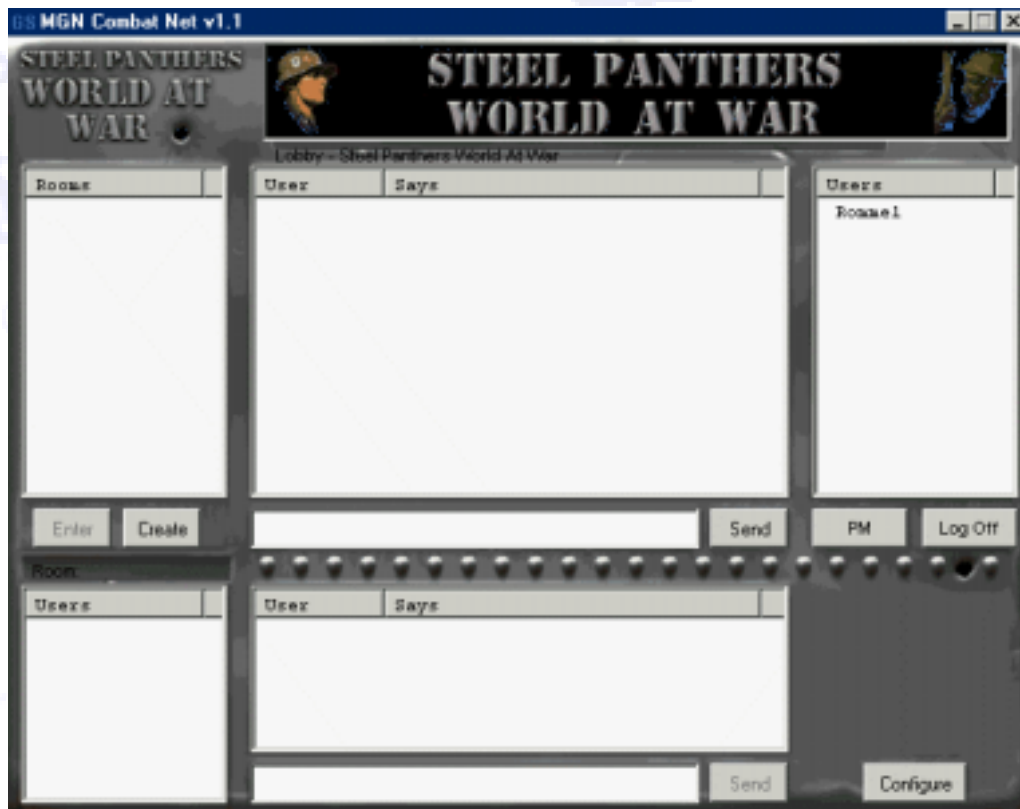 GS MGN Combat Net v1.1
STEEL PANTHERS
WORLD AT
WAR
STEEL PANTHERS
WORLD AT WAR
Lobby - Steel Panthers World At War
Rooms
User Says
Users
Rommel
Enter Create
Send
PM Log Off
Room:
Users
User Says
Send
Configure